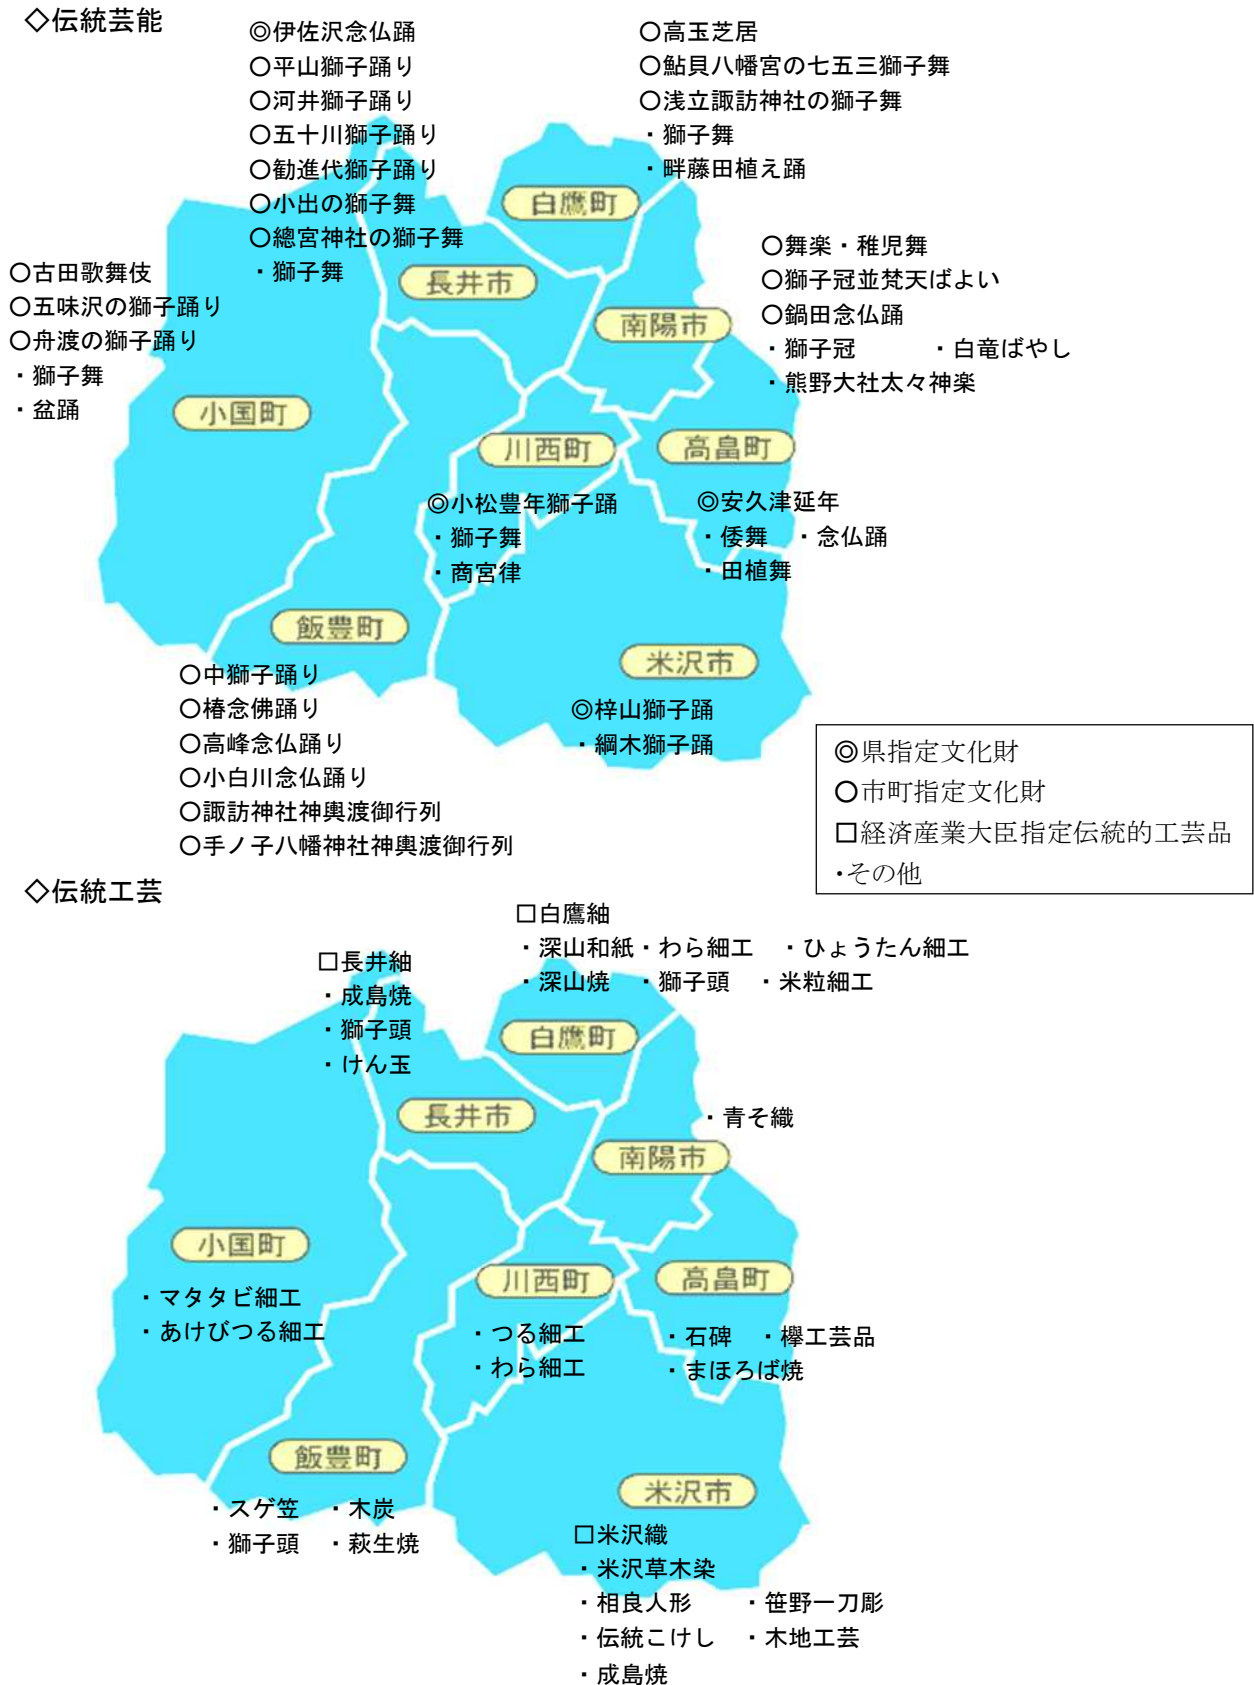 ◇伝統芸能
◎伊佐沢念仏踊
○平山獅子踊り
○河井獅子踊り
○五十川獅子踊り
○勧進代獅子踊り
○小出の獅子舞
○總宮神社の獅子舞
・獅子舞
○高玉芝居
○鮎貝八幡宮の七五三獅子舞
○浅立諏訪神社の獅子舞
・獅子舞
・畔藤田植え踊
白鷹町
長井市
○舞楽・稚児舞
○獅子冠並梵天ばよい
○鍋田念仏踊
・獅子冠 ・白竜ばやし
・熊野大社太々神楽
南陽市
○古田歌舞伎
○五味沢の獅子踊り
○舟渡の獅子踊り
・獅子舞
・盆踊
小国町
川西町
◎小松豊年獅子踊
・獅子舞
・商宮律
高畠町
◎安久津延年
・倭舞 ・念仏踊
・田植舞
飯豊町
○中獅子踊り
○椿念佛踊り
○高峰念仏踊り
○小白川念仏踊り
○諏訪神社神輿渡御行列
○手ノ子八幡神社神輿渡御行列
米沢市
◎梓山獅子踊
・綱木獅子踊
◎県指定文化財
○市町指定文化財
□経済産業大臣指定伝統的工芸品
・その他
◇伝統工芸
□白鷹紬
・深山和紙・わら細工 ・ひょうたん細工
・深山焼 ・獅子頭 ・米粒細工
白鷹町
□長井紬
・成島焼
・獅子頭
・けん玉
長井市
・青そ織
南陽市
小国町
・マタタビ細工
・あけびつる細工
川西町
・つる細工
・わら細工
高畠町
・石碑 ・欅工芸品
・まほろば焼
飯豊町
・スゲ笠 ・木炭
・獅子頭 ・萩生焼
米沢市
□米沢織
・米沢草木染
・相良人形 ・笹野一刀彫
・伝統こけし ・木地工芸
・成島焼